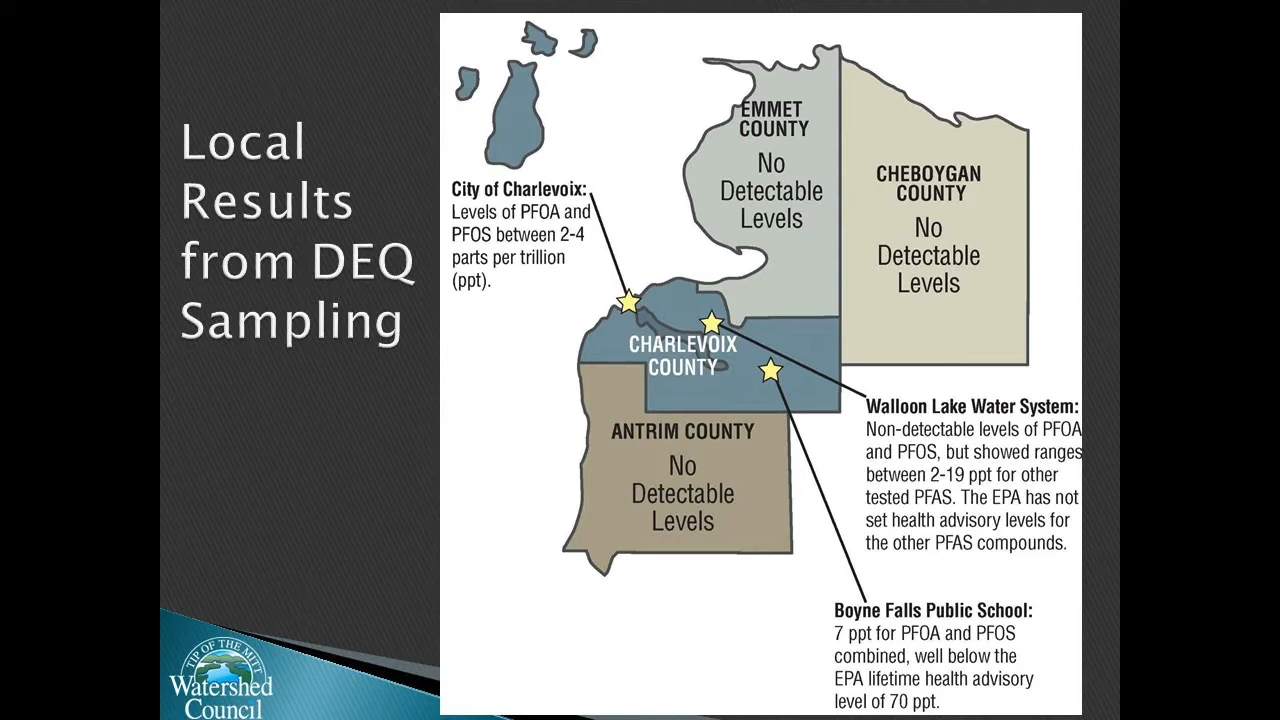 Local
Results
from DEQ
Sampling
EMMET
COUNTY
No
Detectable
Levels
CHEBOYGAN
COUNTY
No
Detectable
Levels
City of Charlevoix:
Levels of PFOA and
PFOS between 2-4
parts per trillion
(ppt).
CHARLEVOIX
COUNTY
ANTRIM COUNTY
No
Detectable
Levels
Walloon Lake Water System:
Non-detectable levels of PFOA
and PFOS, but showed ranges
between 2-19 ppt for other
tested PFAS. The EPA has not
set health advisory levels for
the other PFAS compounds.
Boyne Falls Public School:
7 ppt for PFOA and PFOS
combined, well below the
EPA lifetime health advisory
level of 70 ppt.
TIP OF THE MITT
Watershed
Council